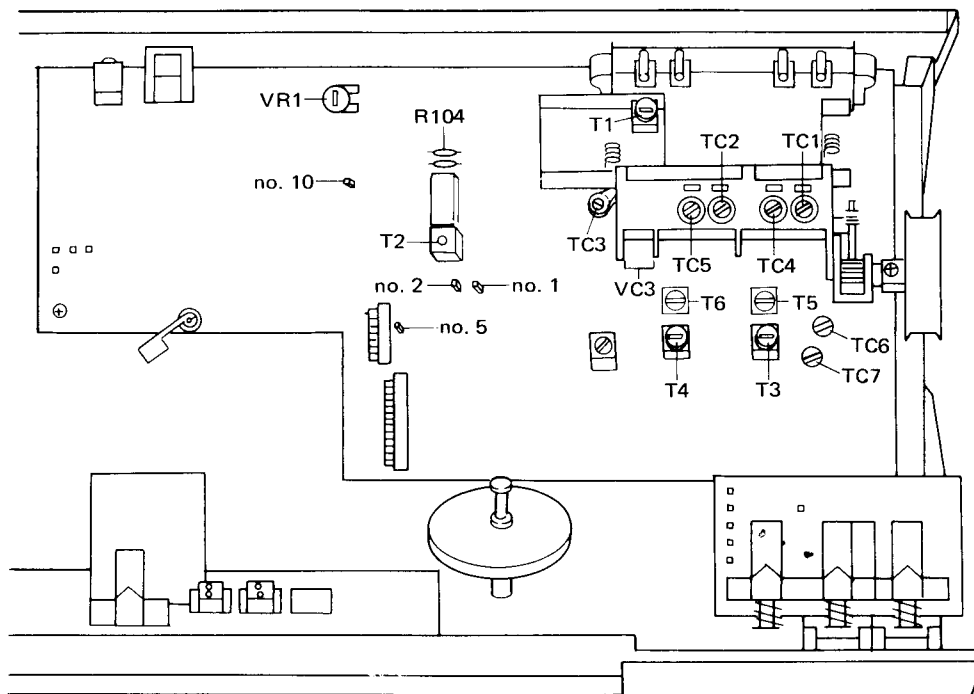 VR1
R104
T1
TC2
TC1
no. 10
T2
TC3
TC5
TC4
no. 2
no. 1
VC3
T6
T5
no. 5
TC6
TC7
T4
T3